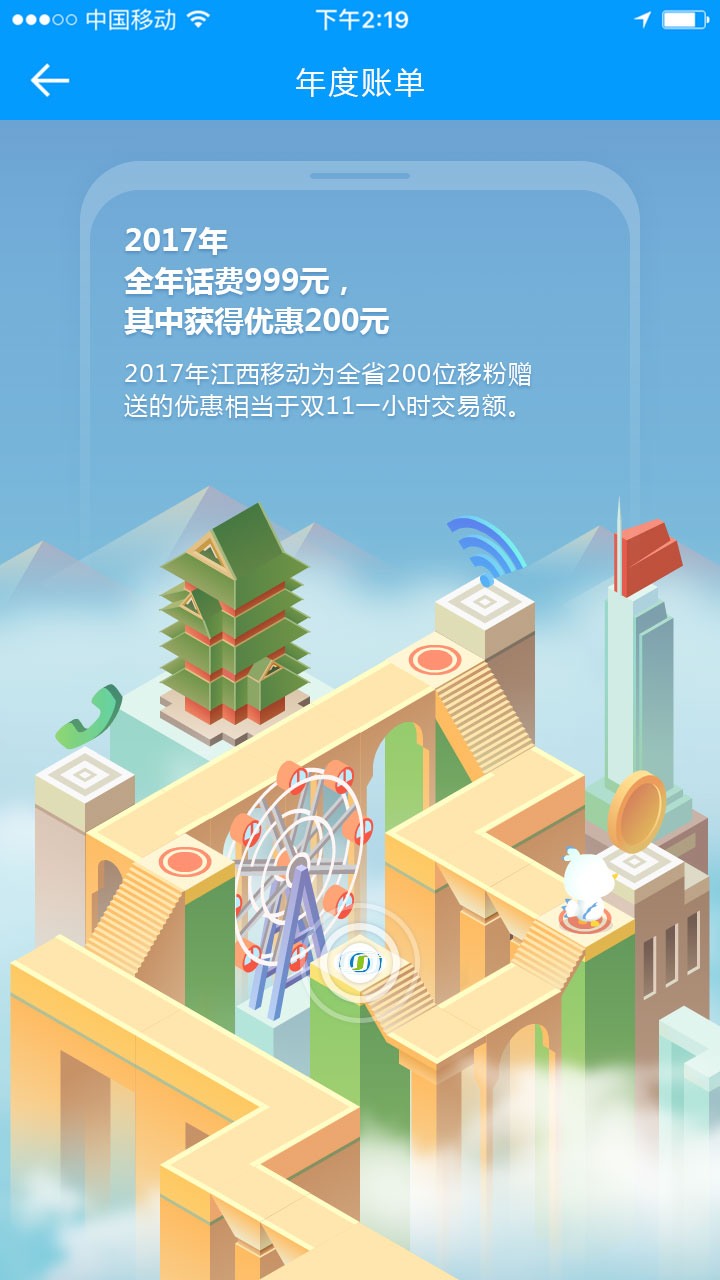 中国移动 下午2:19
年度账单
2017年
全年话费999元，
其中获得优惠200元
2017年江西移动为全省200位移粉赠
送的优惠相当于双11一小时交易额。